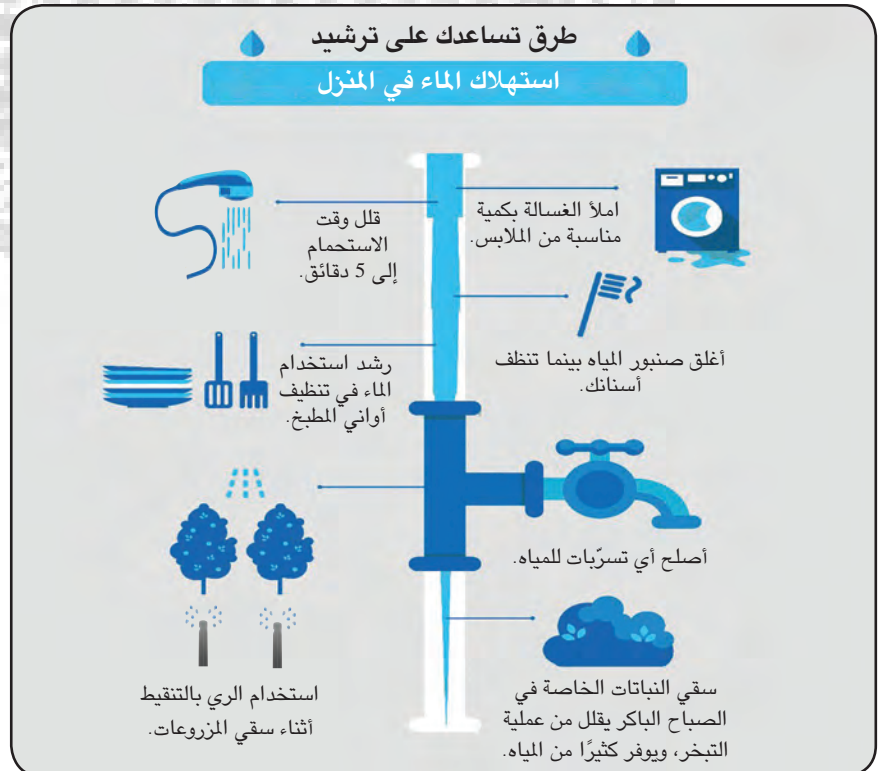 طرق تساعدك على ترشيد
استهلاك الماء في المنزل
املأ الغسالة بكمية
مناسبة من الملابس.
قلل وقت
الاستحمام
إلى 5 دقائق.
أغلق صنبور المياه بينما تنظف
أسنانك.
رشد استخدام
الماء في تنظيف
أواني المطبخ.
أصلح أي تسرّبات للمياه.
سقي النباتات الخاصة في
الصباح الباكر يقلل من عملية
التبخر، ويوفر كثيرًا من المياه.
استخدام الري بالتنقيط
أثناء سقي المزروعات.